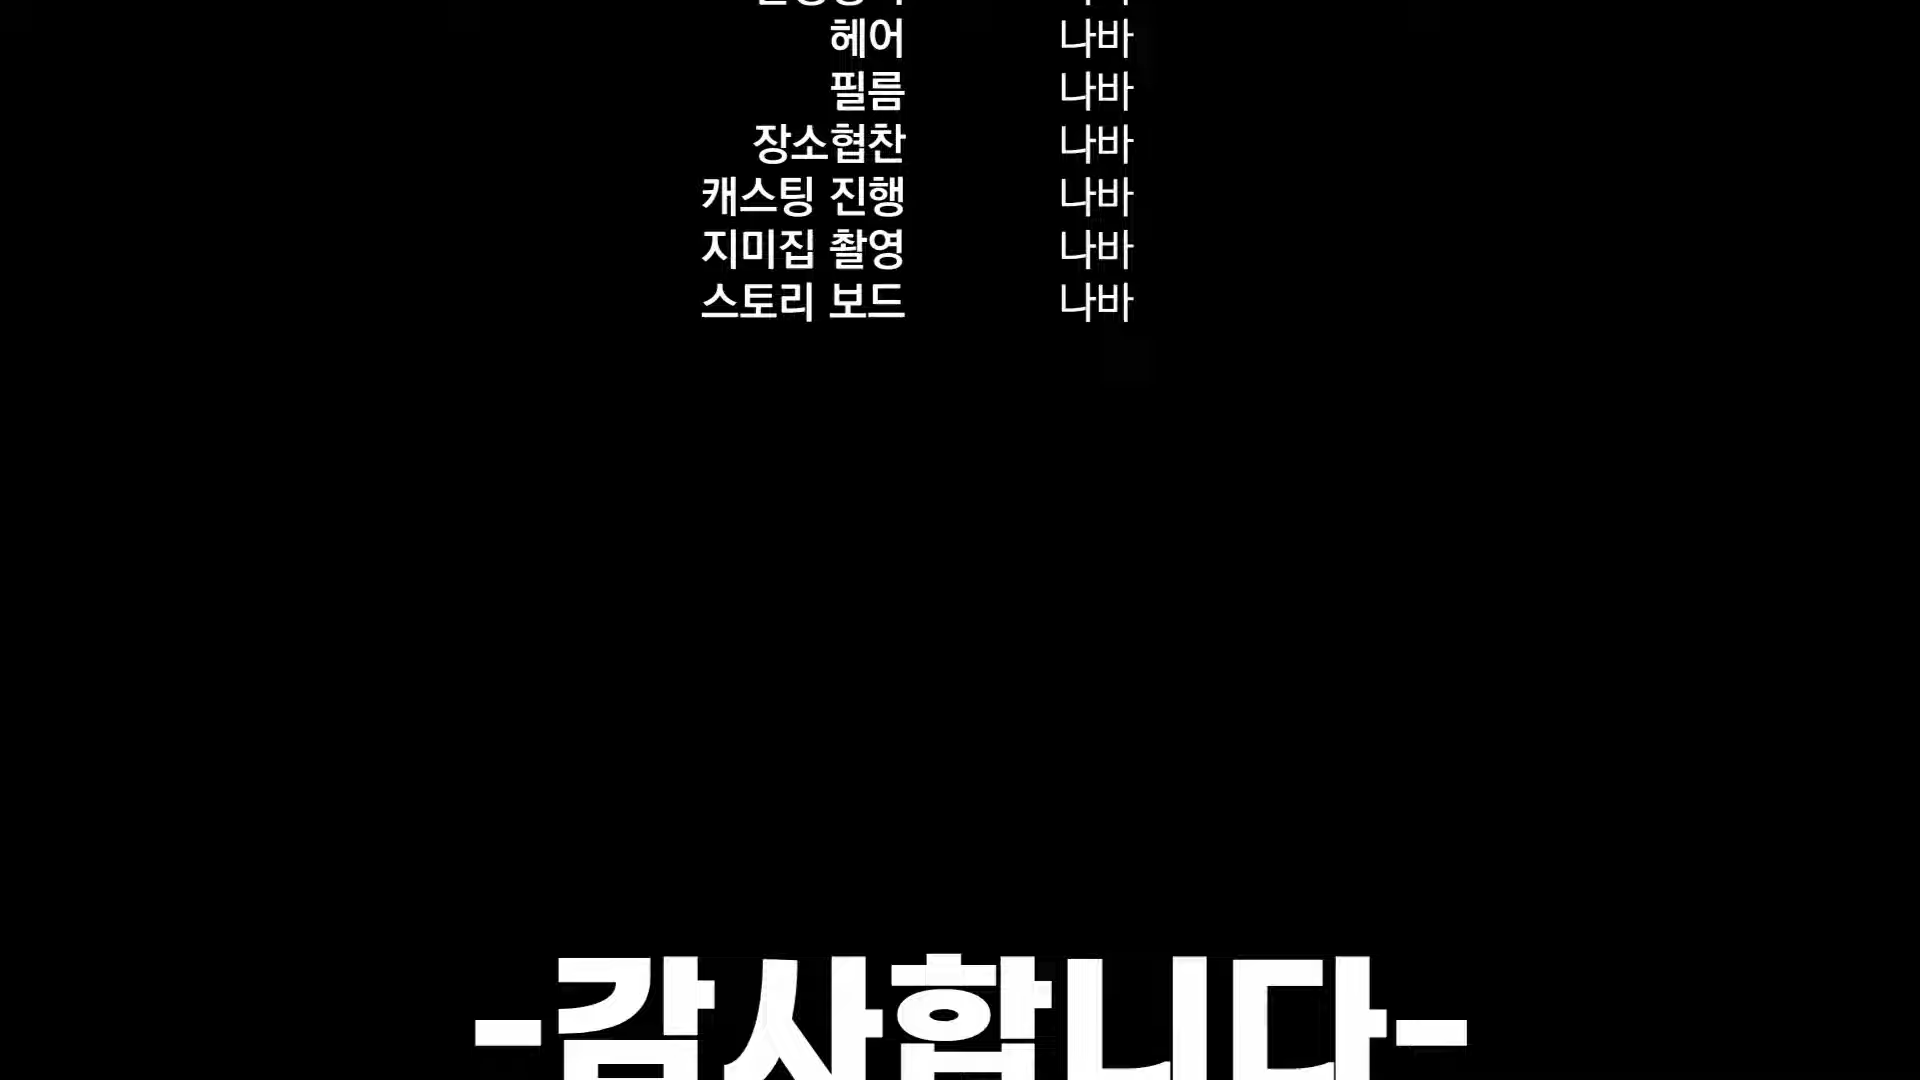 헤어 나바
필름 나바
장소협찬 나바
캐스팅 진행 나바
지미집 촬영 나바
스토리 보드 나바
-감사합니다-